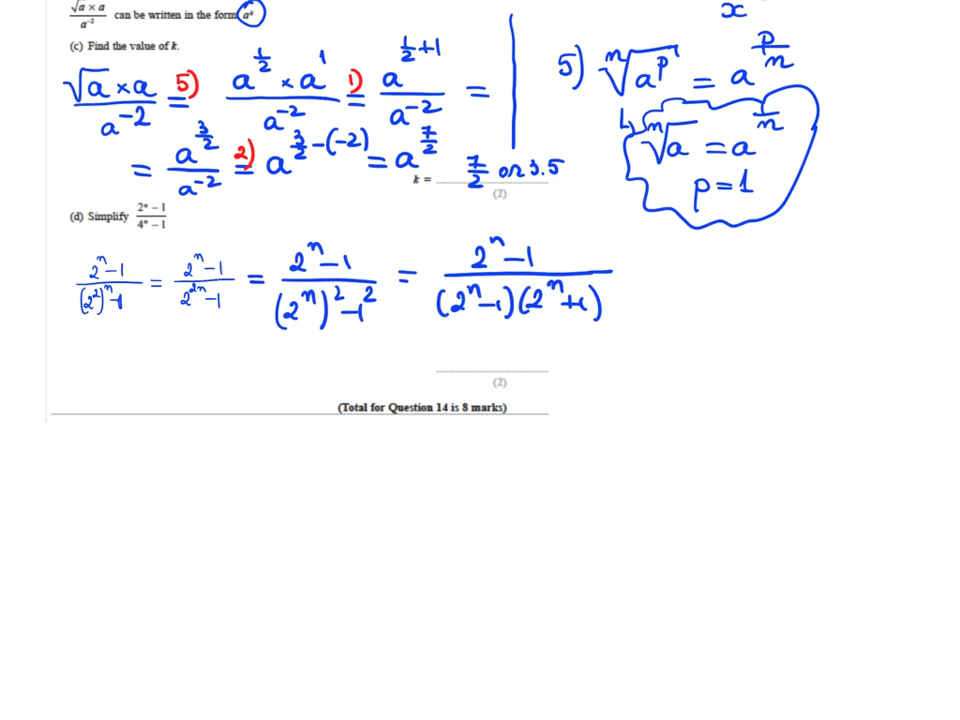 √a × a / a⁻² can be written in the form aᵏ
x
(c) Find the value of k.
√a × a / a⁻² = 5) a^(1/2) × a¹ / a⁻² = 1) a^(1/2+1) / a⁻² =
= a^(3/2) / a⁻² = 2) a^(3/2-(-2)) = a^(7/2)
k = 7/2 or 3.5
(2)
5) ⁿ√aᵖ = a^(p/n)
↳ ⁿ√a = a^(1/n)
p = 1
(d) Simplify 2ⁿ – 1 / 4ⁿ – 1
2ⁿ-1 / (2²)ⁿ-1 = 2ⁿ-1 / 2²ⁿ-1 = 2ⁿ-1 / (2ⁿ)²-1² = 2ⁿ-1 / (2ⁿ-1)(2ⁿ+1)
(2)
(Total for Question 14 is 8 marks)